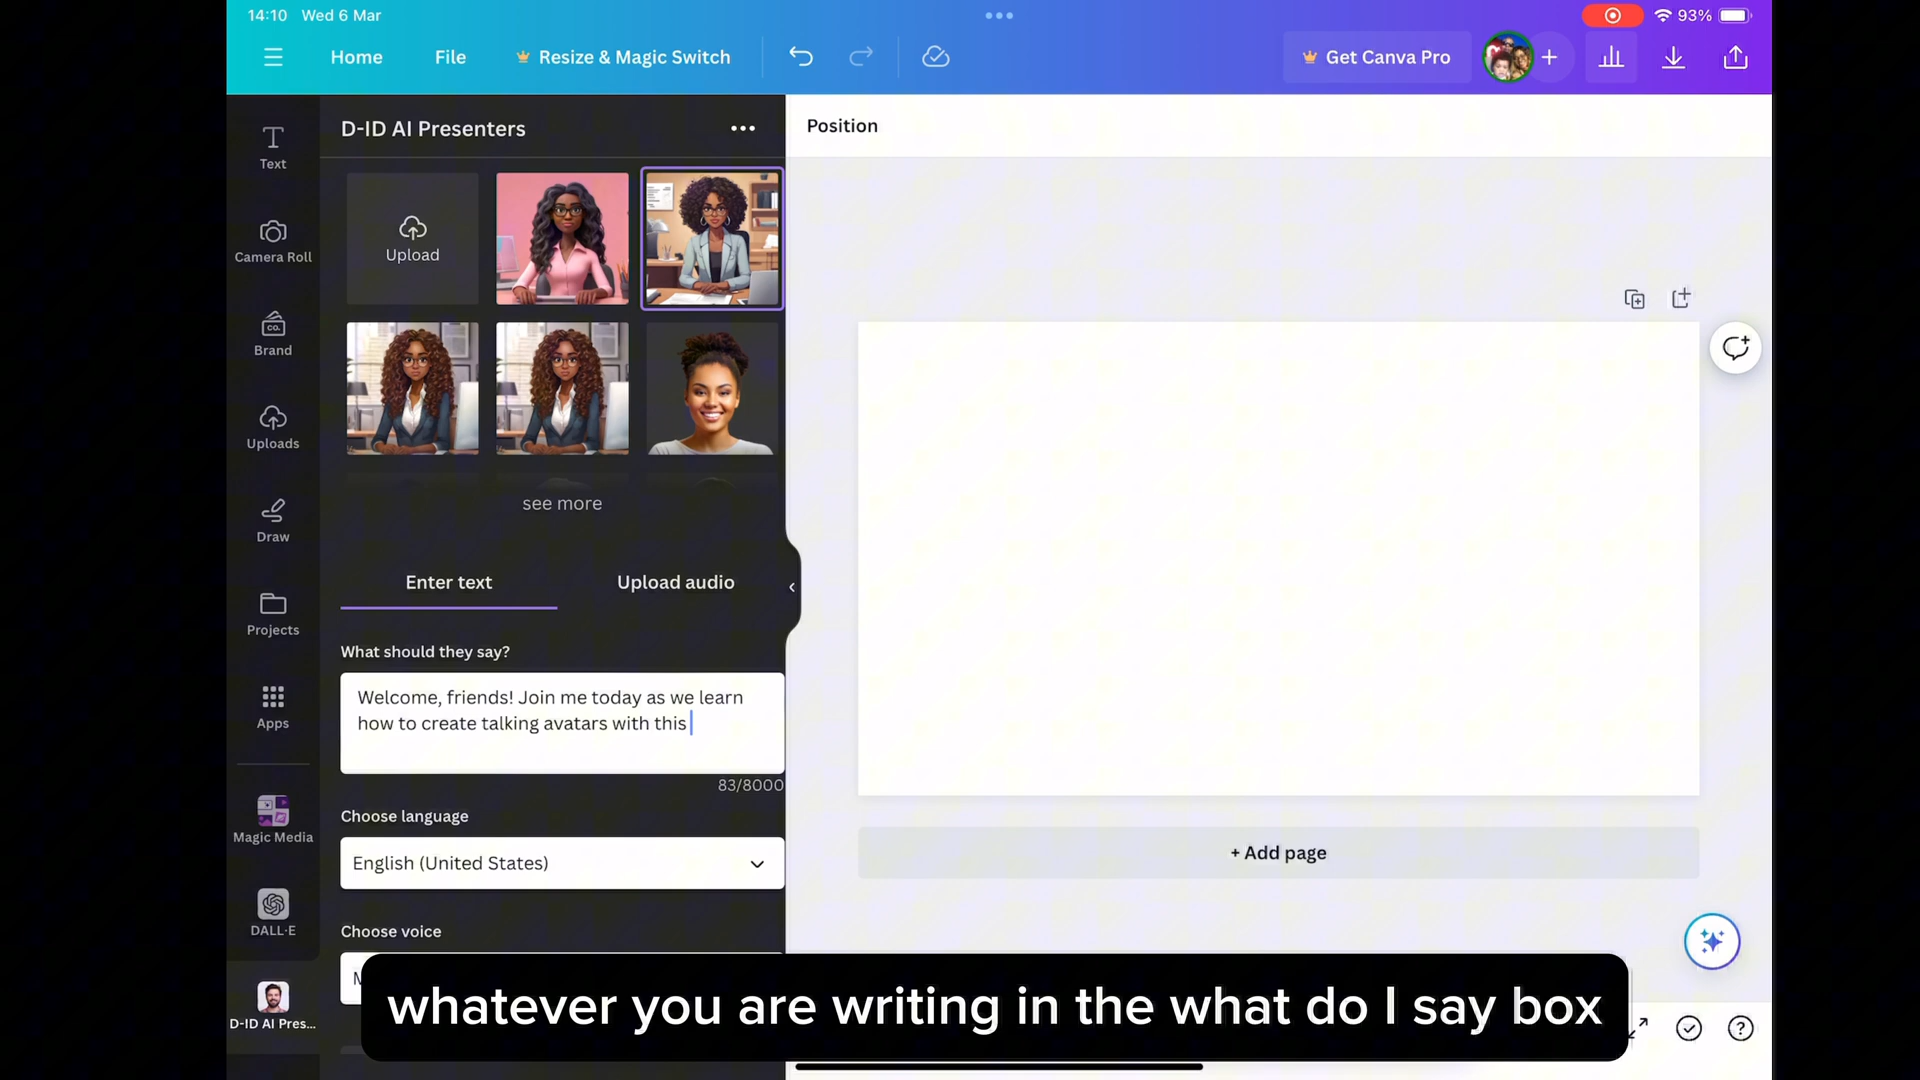 14:10 Wed 6 Mar
93%
Home File Resize & Magic Switch Get Canva Pro
D-ID AI Presenters
Position
Text
Camera Roll
CO.
Brand
Uploads
Draw
Projects
Apps
Magic Media
DALL·E
D-ID AI Pres...
Upload
see more
Enter text Upload audio
What should they say?
Welcome, friends! Join me today as we learn
how to create talking avatars with this
83/8000
Choose language
English (United States)
Choose voice
+ Add page
whatever you are writing in the what do I say box